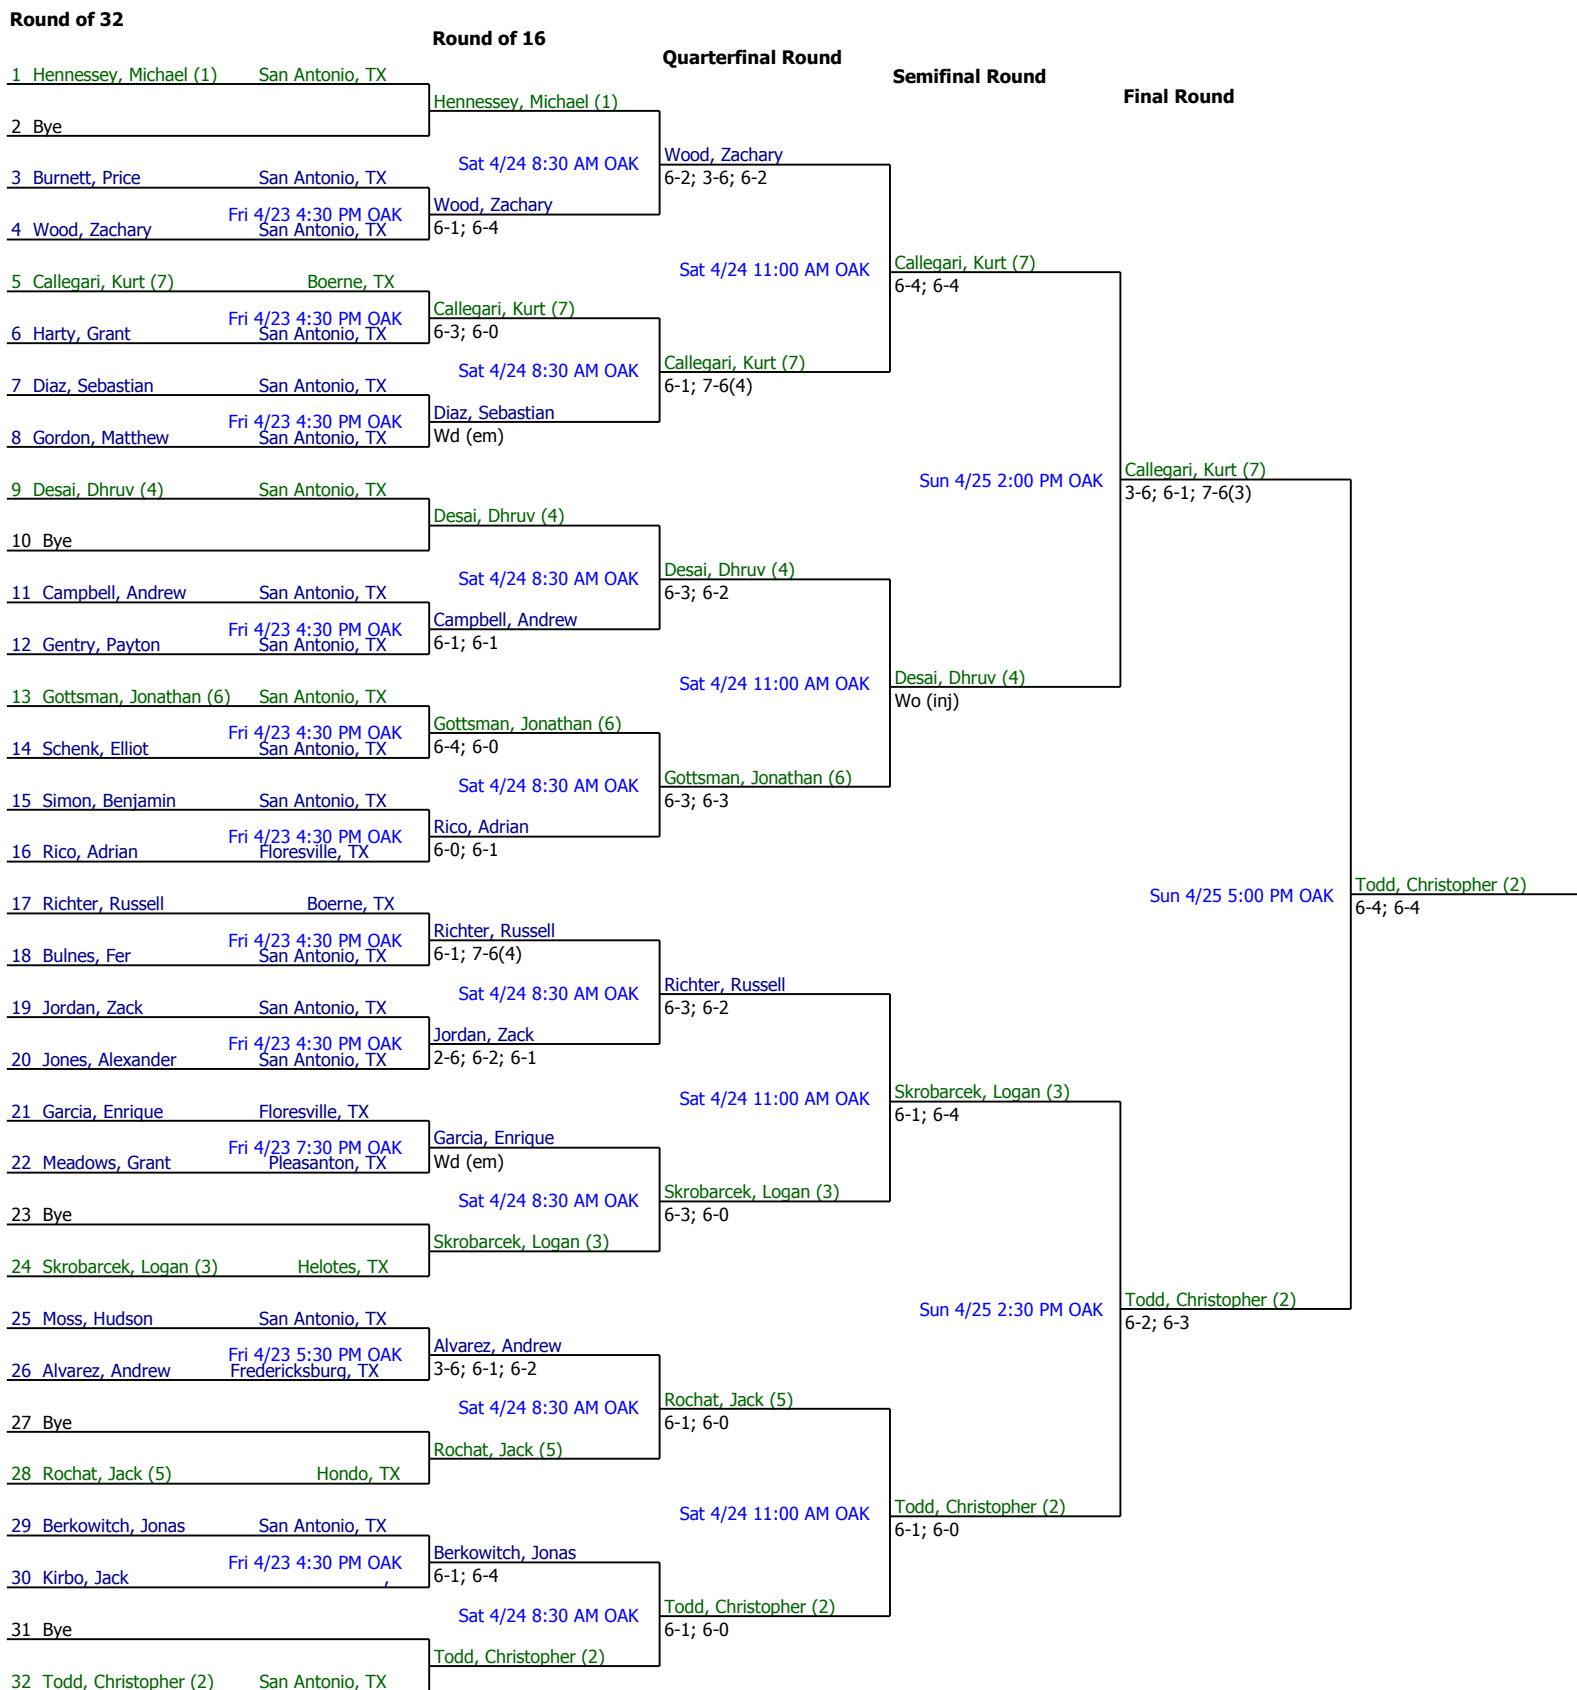 Round of 32
Round of 16
Quarterfinal Round
Semifinal Round
Final Round
1 Hennessey, Michael (1) San Antonio, TX
Hennessey, Michael (1)
2 Bye
Sat 4/24 8:30 AM OAK
Wood, Zachary
6-2; 3-6; 6-2
3 Burnett, Price San Antonio, TX
Fri 4/23 4:30 PM OAK
Wood, Zachary
6-1; 6-4
4 Wood, Zachary San Antonio, TX
Sat 4/24 11:00 AM OAK
Callegari, Kurt (7)
6-4; 6-4
5 Callegari, Kurt (7) Boerne, TX
Fri 4/23 4:30 PM OAK
Callegari, Kurt (7)
6-3; 6-0
6 Harty, Grant San Antonio, TX
Sat 4/24 8:30 AM OAK
Callegari, Kurt (7)
6-1; 7-6(4)
7 Diaz, Sebastian San Antonio, TX
Fri 4/23 4:30 PM OAK
Diaz, Sebastian
Wd (em)
8 Gordon, Matthew San Antonio, TX
Sun 4/25 2:00 PM OAK
Callegari, Kurt (7)
3-6; 6-1; 7-6(3)
9 Desai, Dhruv (4) San Antonio, TX
Desai, Dhruv (4)
10 Bye
Sat 4/24 8:30 AM OAK
Desai, Dhruv (4)
6-3; 6-2
11 Campbell, Andrew San Antonio, TX
Fri 4/23 4:30 PM OAK
Campbell, Andrew
6-1; 6-1
12 Gentry, Payton San Antonio, TX
Sat 4/24 11:00 AM OAK
Desai, Dhruv (4)
Wo (inj)
13 Gottsman, Jonathan (6) San Antonio, TX
Fri 4/23 4:30 PM OAK
Gottsman, Jonathan (6)
6-4; 6-0
14 Schenk, Elliot San Antonio, TX
Sat 4/24 8:30 AM OAK
Gottsman, Jonathan (6)
6-3; 6-3
15 Simon, Benjamin San Antonio, TX
Fri 4/23 4:30 PM OAK
Rico, Adrian
6-0; 6-1
16 Rico, Adrian Floresville, TX
Sun 4/25 5:00 PM OAK
Todd, Christopher (2)
6-4; 6-4
17 Richter, Russell Boerne, TX
Fri 4/23 4:30 PM OAK
Richter, Russell
6-1; 7-6(4)
18 Bulnes, Fer San Antonio, TX
Sat 4/24 8:30 AM OAK
Richter, Russell
6-3; 6-2
19 Jordan, Zack San Antonio, TX
Fri 4/23 4:30 PM OAK
Jordan, Zack
2-6; 6-2; 6-1
20 Jones, Alexander San Antonio, TX
Sat 4/24 11:00 AM OAK
Skrobarcek, Logan (3)
6-1; 6-4
21 Garcia, Enrique Floresville, TX
Fri 4/23 7:30 PM OAK
Garcia, Enrique
Wd (em)
22 Meadows, Grant Pleasanton, TX
Sat 4/24 8:30 AM OAK
Skrobarcek, Logan (3)
6-3; 6-0
23 Bye
Skrobarcek, Logan (3)
24 Skrobarcek, Logan (3) Helotes, TX
Sun 4/25 2:30 PM OAK
Todd, Christopher (2)
6-2; 6-3
25 Moss, Hudson San Antonio, TX
Fri 4/23 5:30 PM OAK
Alvarez, Andrew
3-6; 6-1; 6-2
26 Alvarez, Andrew Fredericksburg, TX
Sat 4/24 8:30 AM OAK
Rochat, Jack (5)
6-1; 6-0
27 Bye
Rochat, Jack (5)
28 Rochat, Jack (5) Hondo, TX
Sat 4/24 11:00 AM OAK
Todd, Christopher (2)
6-1; 6-0
29 Berkowitch, Jonas San Antonio, TX
Fri 4/23 4:30 PM OAK
Berkowitch, Jonas
6-1; 6-4
30 Kirbo, Jack ,
Sat 4/24 8:30 AM OAK
Todd, Christopher (2)
6-1; 6-0
31 Bye
Todd, Christopher (2)
32 Todd, Christopher (2) San Antonio, TX